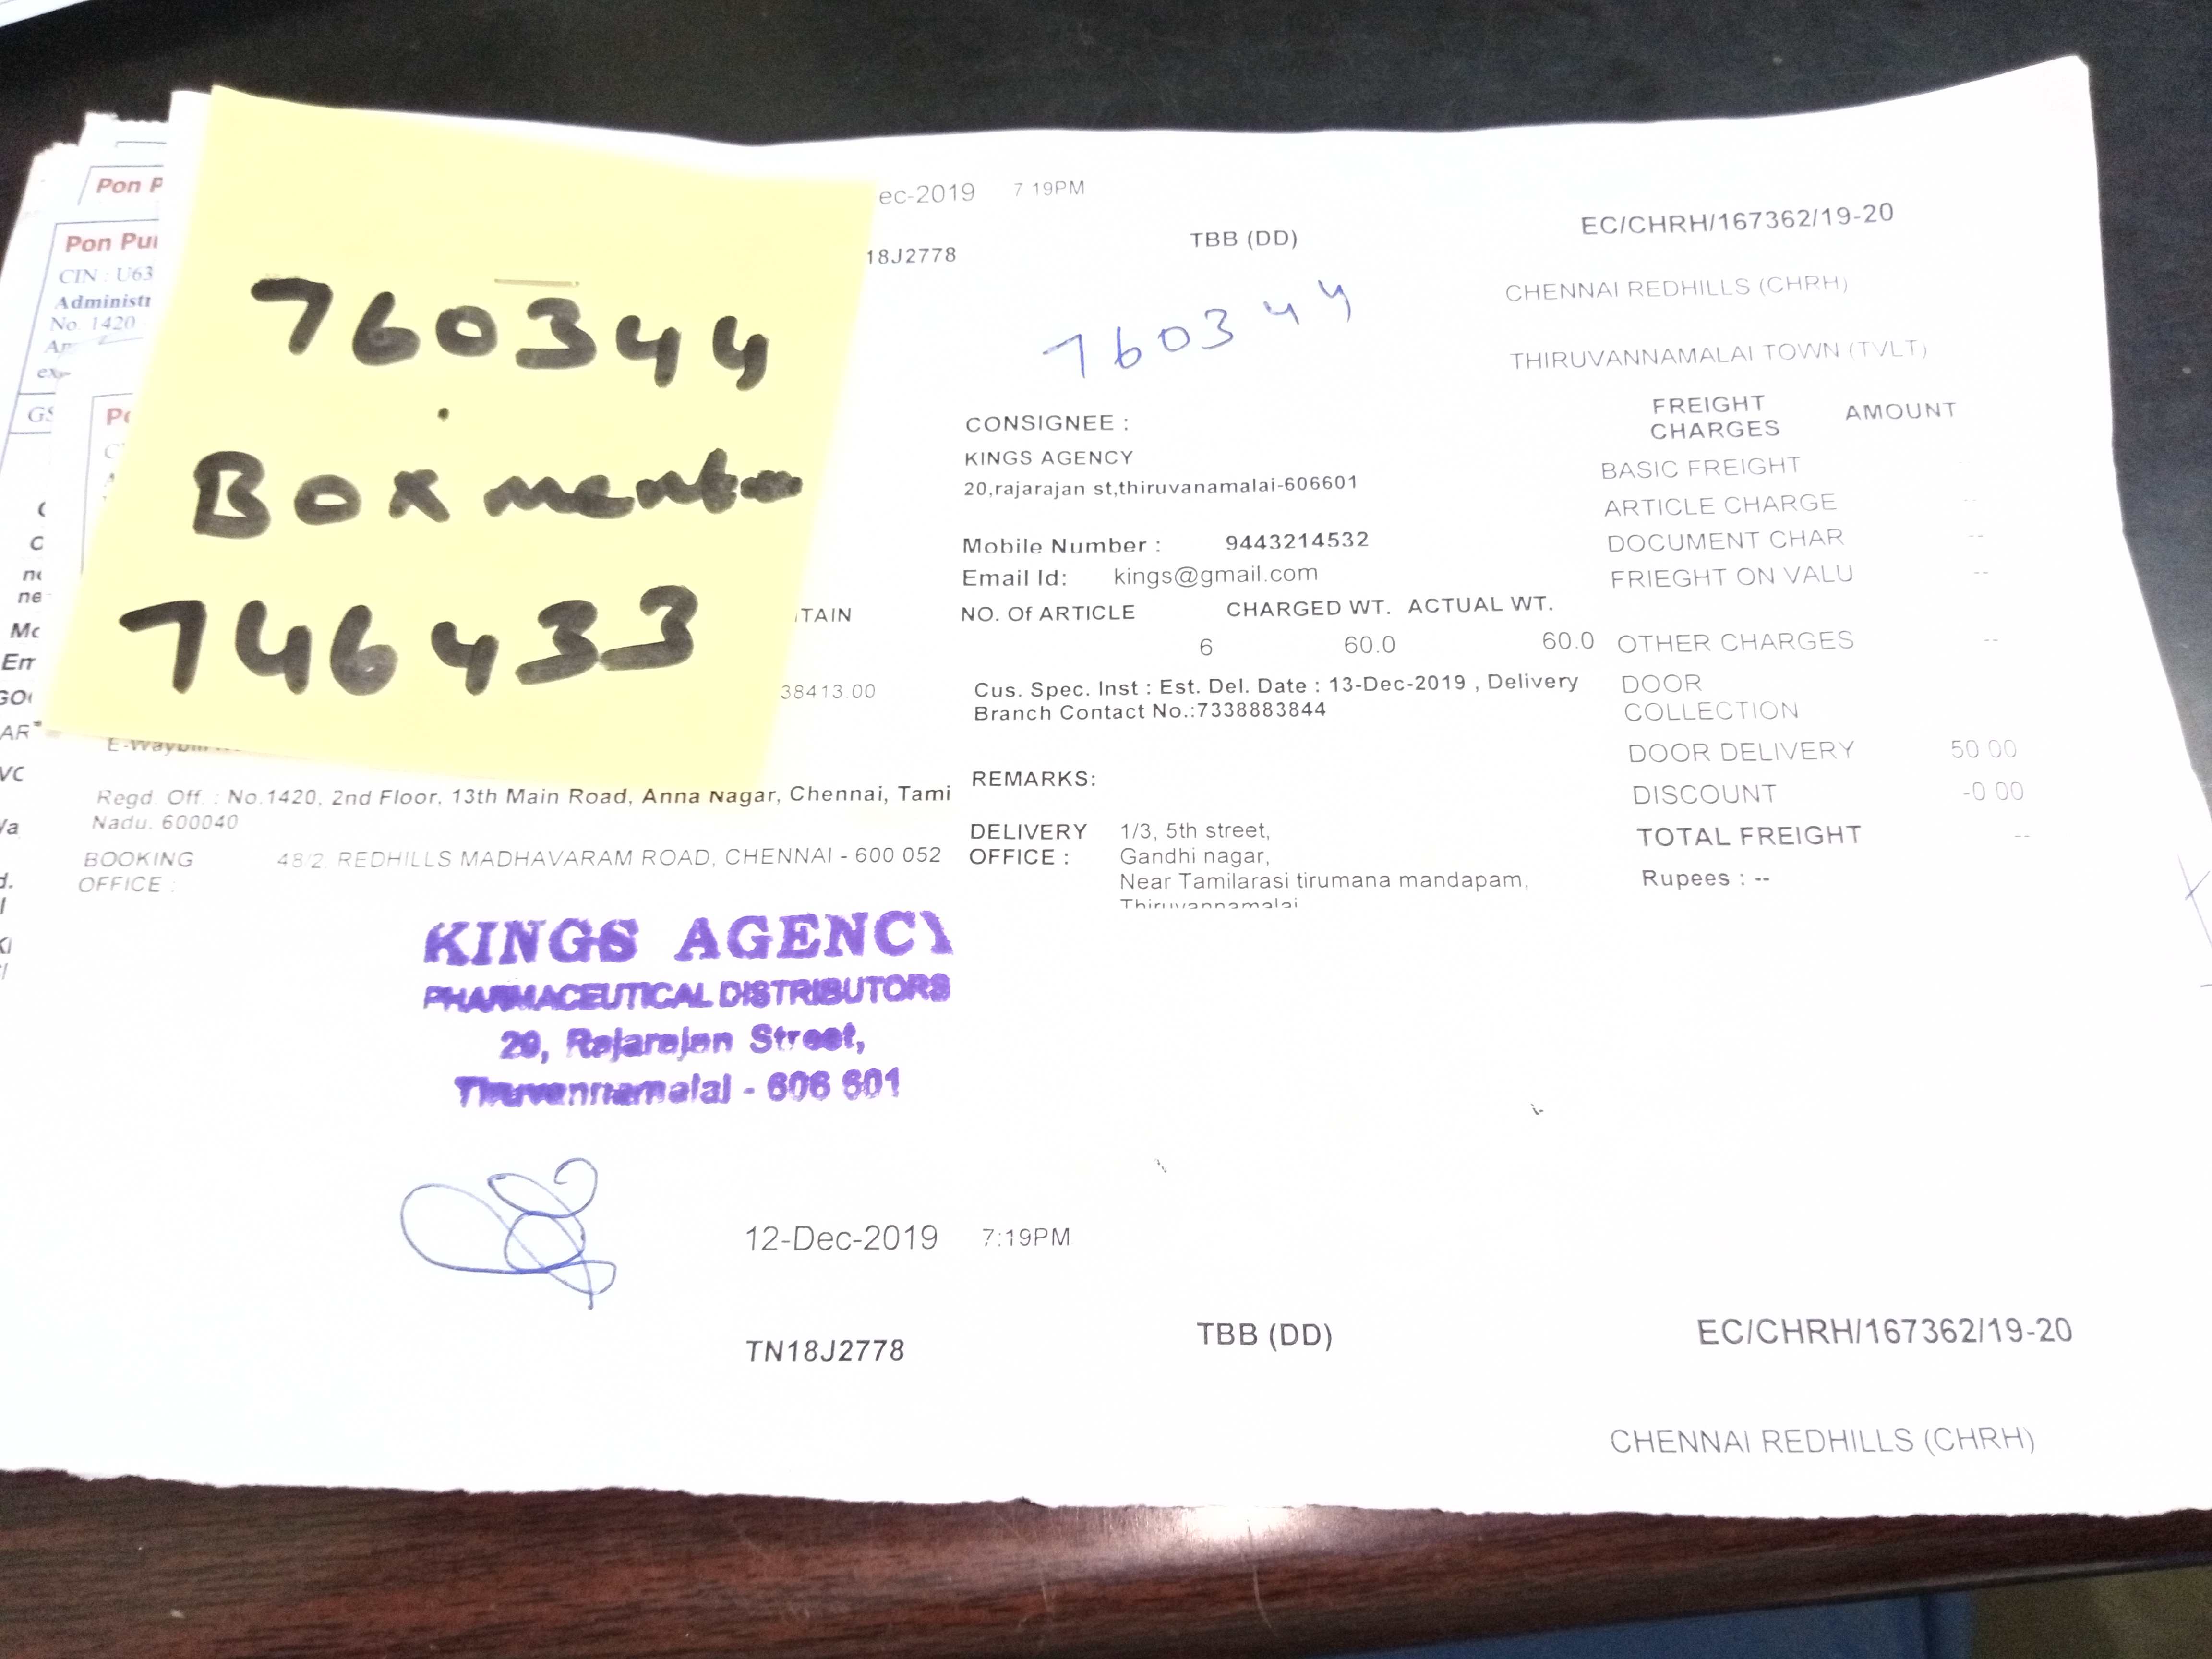 Pon P
Pon Pur
CIN : U63
Administr
No. 1420
GS
760344
BOX mento
746433
ec-2019 7 19PM
18J2778
TBB (DD)
EC/CHRH/167362/19-20
760344
CHENNAI REDHILLS (CHRH)
THIRUVANNAMALAI TOWN (TVLT)
CONSIGNEE :
KINGS AGENCY
20,rajarajan st,thiruvanamalai-606601
Mobile Number : 9443214532
Email Id: kings@gmail.com
TAIN
NO. Of ARTICLE CHARGED WT. ACTUAL WT.
6 60.0 60.0
38413.00
Cus. Spec. Inst : Est. Del. Date : 13-Dec-2019 , Delivery
Branch Contact No.:7338883844
REMARKS:
DELIVERY OFFICE : 1/3, 5th street,
Gandhi nagar,
Near Tamilarasi tirumana mandapam,
Thiruvannamalai
FREIGHT CHARGES AMOUNT
BASIC FREIGHT
ARTICLE CHARGE --
DOCUMENT CHAR --
FRIEGHT ON VALU --
OTHER CHARGES --
DOOR COLLECTION
DOOR DELIVERY 50 00
DISCOUNT -0 00
TOTAL FREIGHT --
Rupees : --
E-Waybill
Regd. Off. : No.1420, 2nd Floor, 13th Main Road, Anna Nagar, Chennai, Tami
Nadu. 600040
BOOKING OFFICE : 48/2 REDHILLS MADHAVARAM ROAD, CHENNAI - 600 052
KINGS AGENCY
PHARMACEUTICAL DISTRIBUTORS
20, Rajarajan Street,
Tiruvannamalai - 606 601
12-Dec-2019 7:19PM
TN18J2778
TBB (DD)
EC/CHRH/167362/19-20
CHENNAI REDHILLS (CHRH)